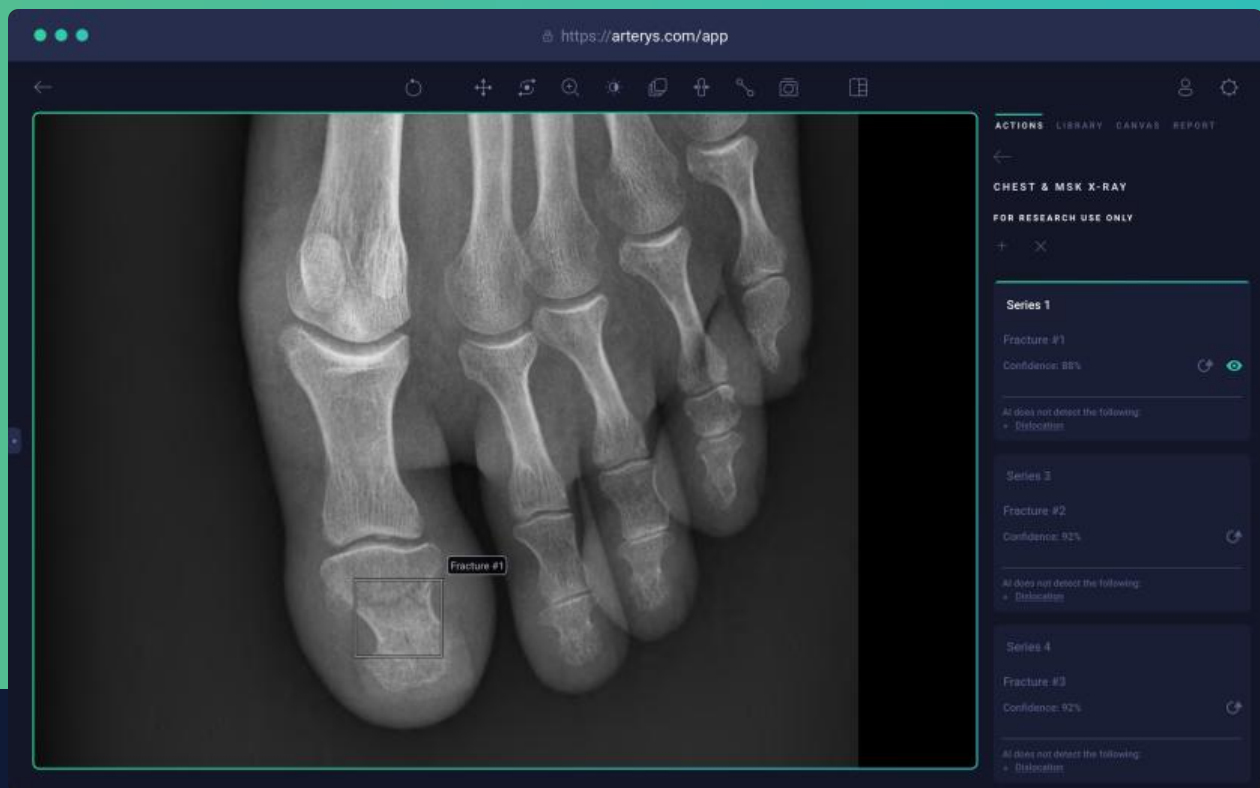 https://arterys.com/app
ACTIONS LIBRARY CANVAS REPORT
CHEST & MSK X-RAY
FOR RESEARCH USE ONLY
Series 1
Fracture #1
Confidence: 88%
AI does not detect the following:
Dislocation
Series 3
Fracture #2
Confidence: 92%
AI does not detect the following:
Dislocation
Series 4
Fracture #3
Confidence: 92%
AI does not detect the following:
Dislocation
Fracture #1